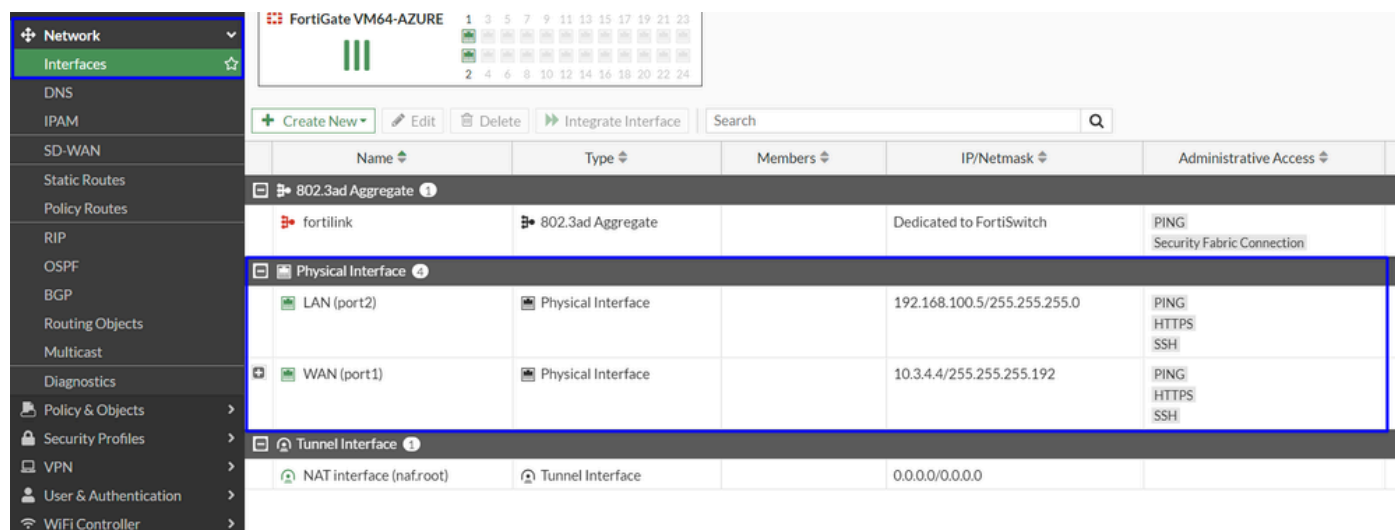 FortiGate VM64-AZURE
1 3 5 7 9 11 13 15 17 19 21 23
2 4 6 8 10 12 14 16 18 20 22 24
Network
Interfaces
DNS
IPAM
SD-WAN
Static Routes
Policy Routes
RIP
OSPF
BGP
Routing Objects
Multicast
Diagnostics
Policy & Objects
Security Profiles
VPN
User & Authentication
WiFi Controller
Create New Edit Delete Integrate Interface Search
Name Type Members IP/Netmask Administrative Access
802.3ad Aggregate 1
fortilink 802.3ad Aggregate Dedicated to FortiSwitch PING
Security Fabric Connection
Physical Interface 4
LAN (port2) Physical Interface 192.168.100.5/255.255.255.0 PING
HTTPS
SSH
WAN (port1) Physical Interface 10.3.4.4/255.255.255.192 PING
HTTPS
SSH
Tunnel Interface 1
NAT interface (naf.root) Tunnel Interface 0.0.0.0/0.0.0.0